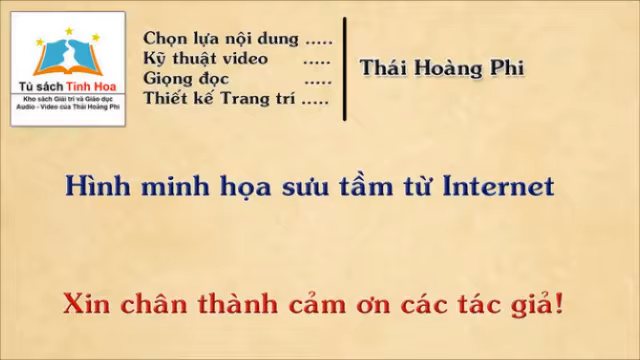 Tủ sách Tinh Hoa
Kho sách Giải trí và Giáo dục
Audio - Video của Thái Hoàng Phi
Chọn lựa nội dung .....
Kỹ thuật video .....
Giọng đọc .....
Thiết kế Trang trí .....
Thái Hoàng Phi
Hình minh họa sưu tầm từ Internet
Xin chân thành cảm ơn các tác giả!